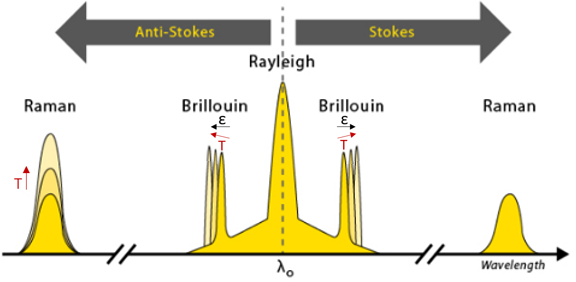 Anti-Stokes
Stokes
Rayleigh
Raman
Brillouin
Brillouin
Raman
ε
ε
T
T
T
λo
Wavelength